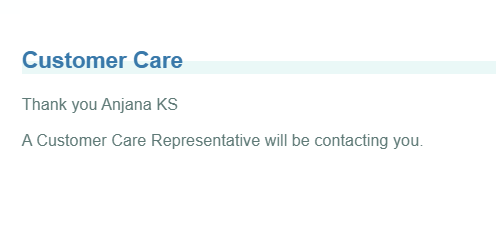 Customer Care
Thank you Anjana KS
A Customer Care Representative will be contacting you.